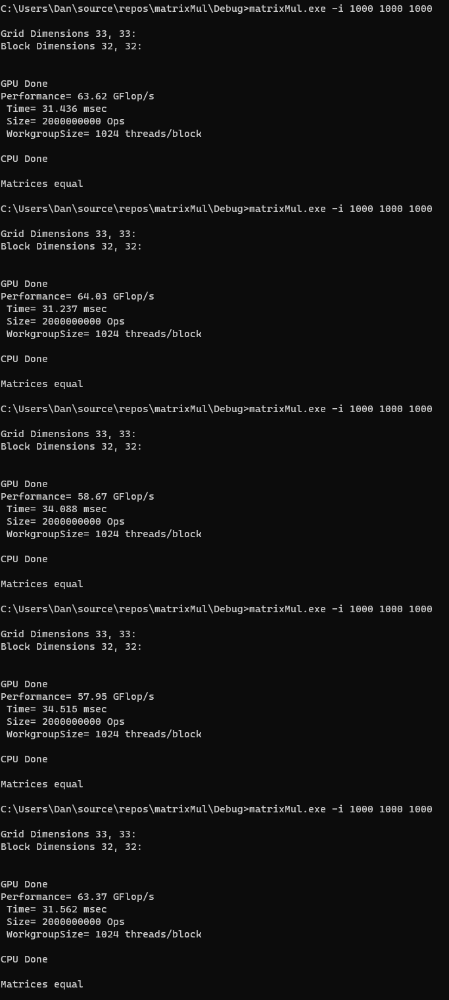 C:\Users\Dan\source\repos\matrixMul\Debug>matrixMul.exe -i 1000 1000 1000
Grid Dimensions 33, 33:
Block Dimensions 32, 32:
GPU Done
Performance= 63.62 GFlop/s
Time= 31.436 msec
Size= 2000000000 Ops
WorkgroupSize= 1024 threads/block
CPU Done
Matrices equal
C:\Users\Dan\source\repos\matrixMul\Debug>matrixMul.exe -i 1000 1000 1000
Grid Dimensions 33, 33:
Block Dimensions 32, 32:
GPU Done
Performance= 64.03 GFlop/s
Time= 31.237 msec
Size= 2000000000 Ops
WorkgroupSize= 1024 threads/block
CPU Done
Matrices equal
C:\Users\Dan\source\repos\matrixMul\Debug>matrixMul.exe -i 1000 1000 1000
Grid Dimensions 33, 33:
Block Dimensions 32, 32:
GPU Done
Performance= 58.67 GFlop/s
Time= 34.088 msec
Size= 2000000000 Ops
WorkgroupSize= 1024 threads/block
CPU Done
Matrices equal
C:\Users\Dan\source\repos\matrixMul\Debug>matrixMul.exe -i 1000 1000 1000
Grid Dimensions 33, 33:
Block Dimensions 32, 32:
GPU Done
Performance= 57.95 GFlop/s
Time= 34.515 msec
Size= 2000000000 Ops
WorkgroupSize= 1024 threads/block
CPU Done
Matrices equal
C:\Users\Dan\source\repos\matrixMul\Debug>matrixMul.exe -i 1000 1000 1000
Grid Dimensions 33, 33:
Block Dimensions 32, 32:
GPU Done
Performance= 63.37 GFlop/s
Time= 31.562 msec
Size= 2000000000 Ops
WorkgroupSize= 1024 threads/block
CPU Done
Matrices equal